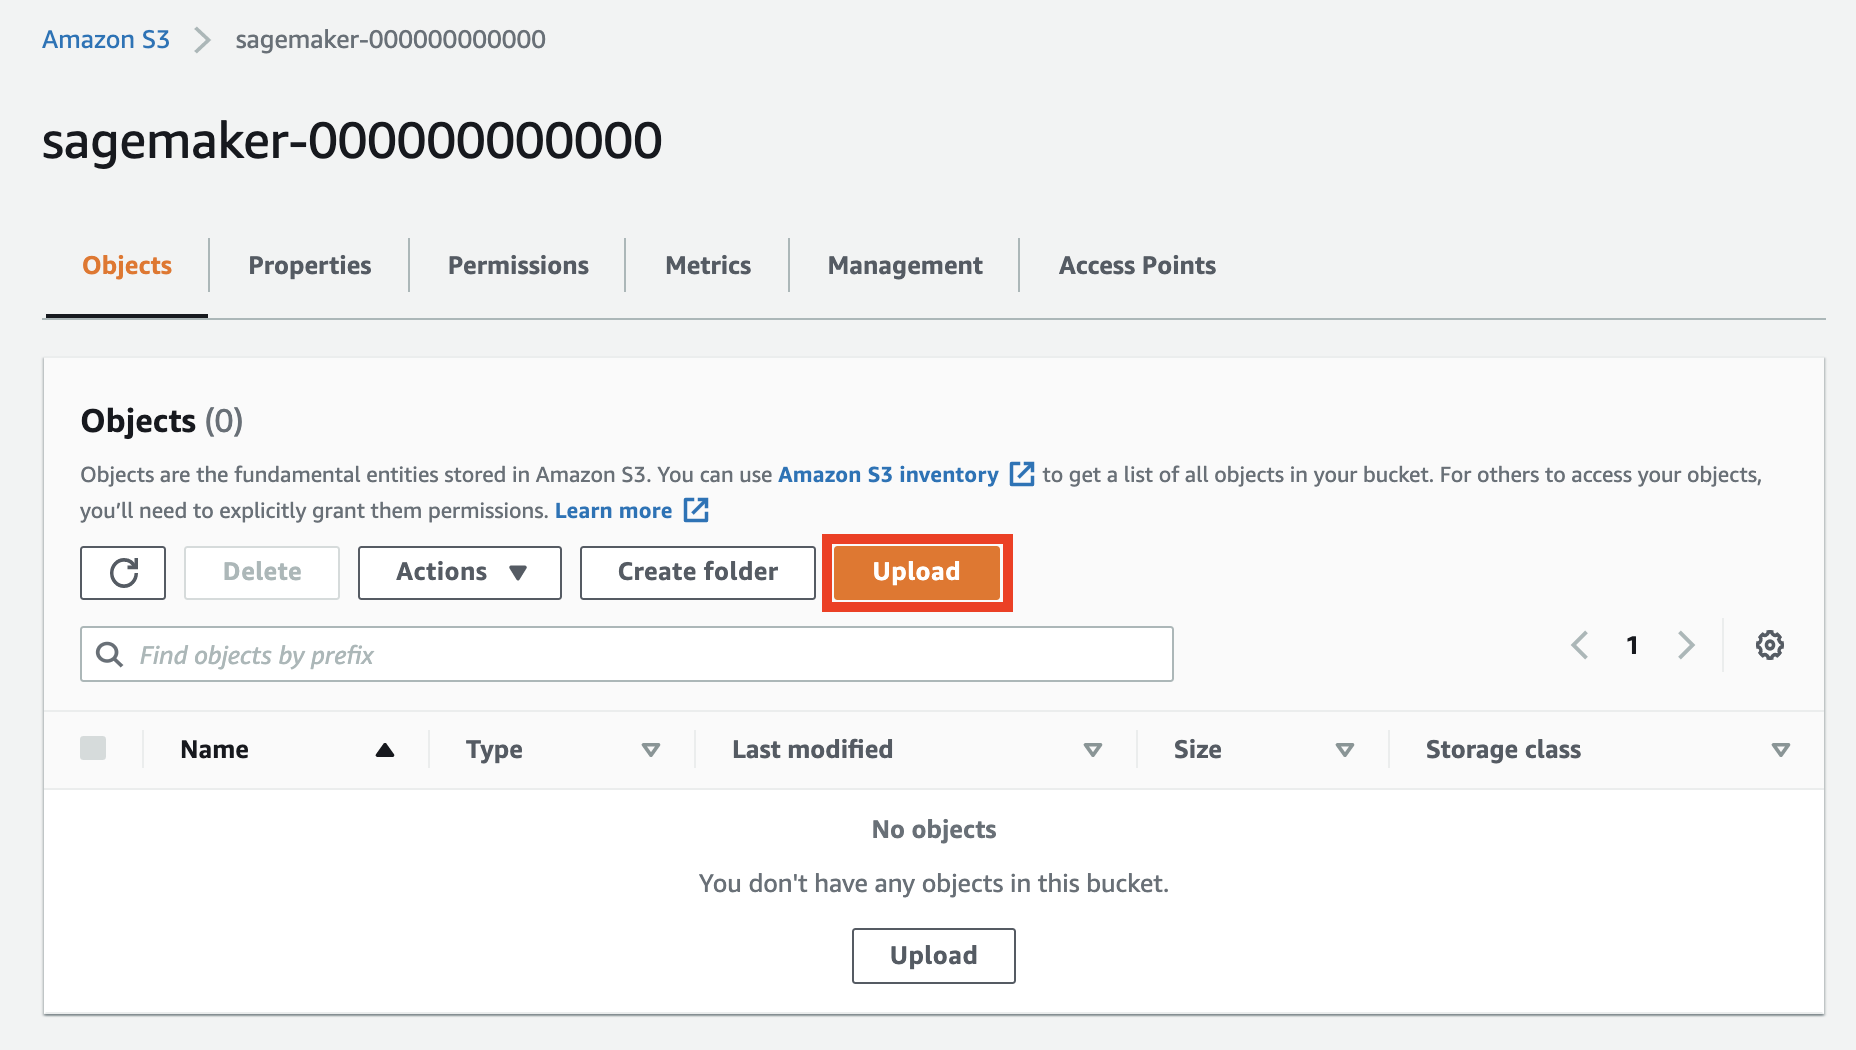 Amazon S3 sagemaker-000000000000
sagemaker-000000000000
Objects Properties Permissions Metrics Management Access Points
Objects (0)
Objects are the fundamental entities stored in Amazon S3. You can use Amazon S3 inventory to get a list of all objects in your bucket. For others to access your objects,
you’ll need to explicitly grant them permissions. Learn more
Delete Actions Create folder Upload
Find objects by prefix 1
Name Type Last modified Size Storage class
No objects
You don't have any objects in this bucket.
Upload